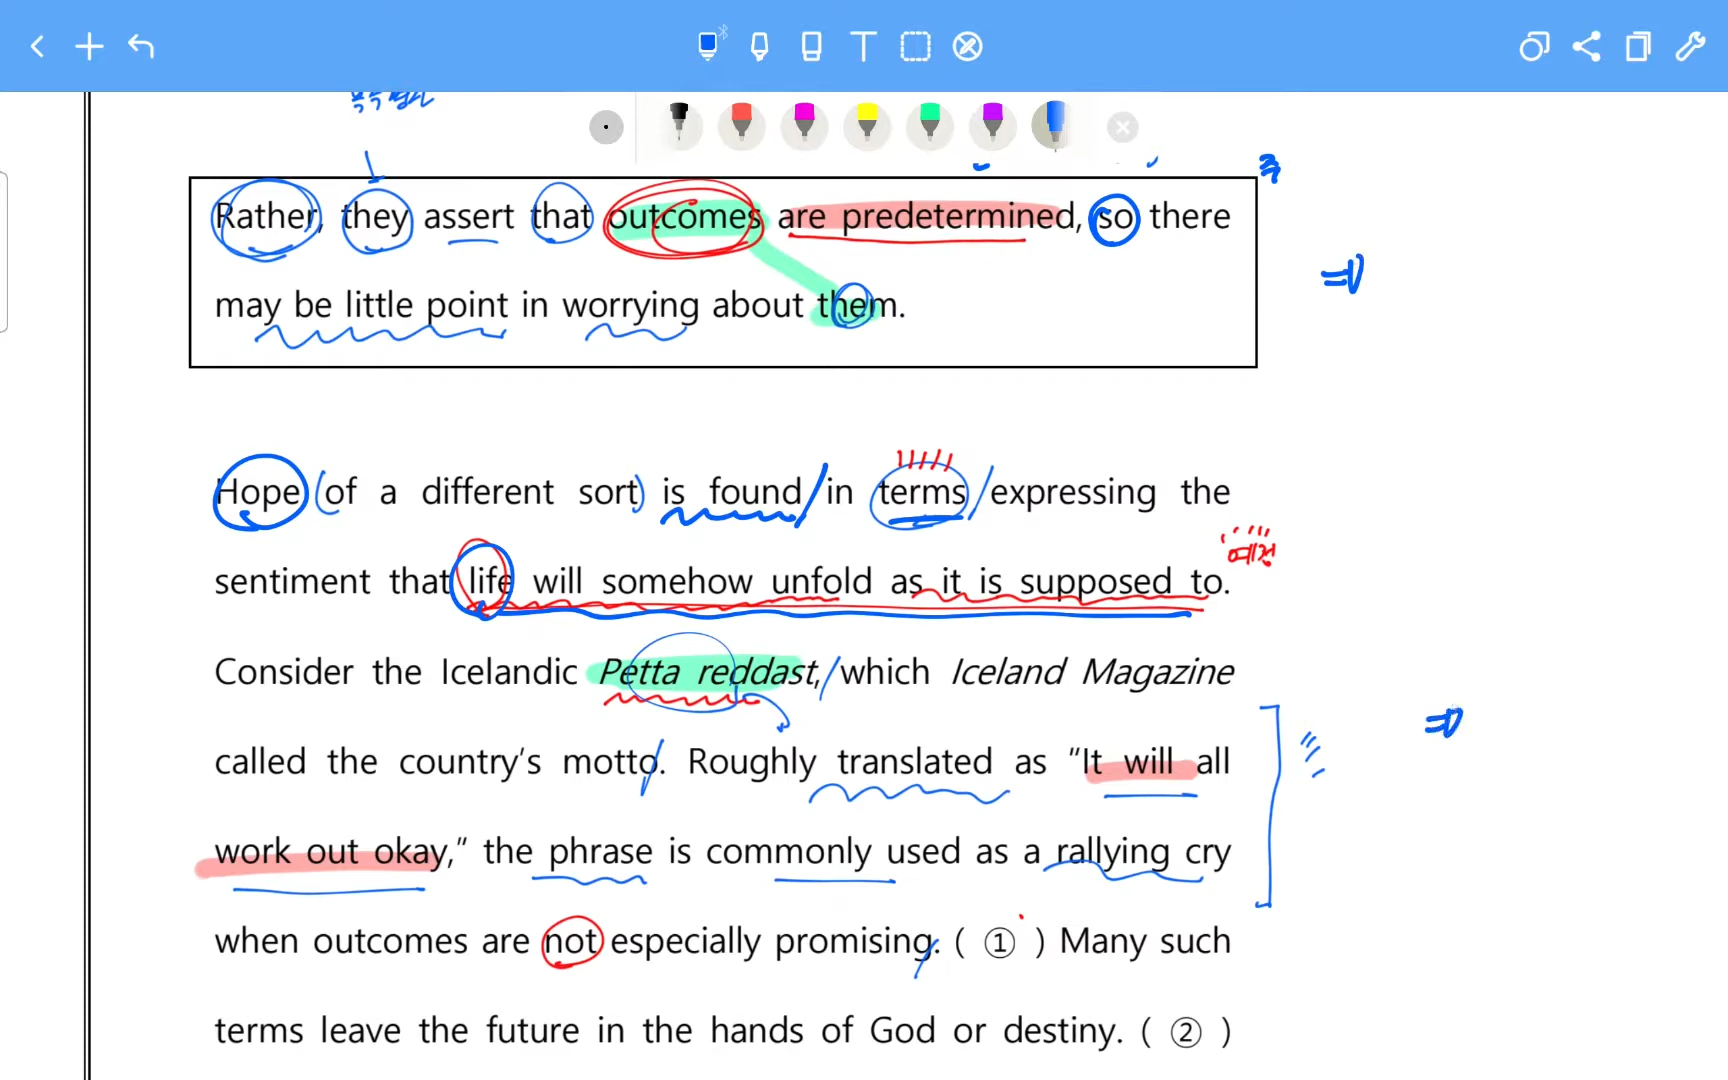 Rather, they assert that outcomes are predetermined, so there
may be little point in worrying about them.
Hope (of a different sort) is found / in terms / expressing the
예정
sentiment that life will somehow unfold as it is supposed to.
Consider the Icelandic Petta reddast, / which Iceland Magazine
called the country's motto. Roughly translated as "It will all
work out okay," the phrase is commonly used as a rallying cry
when outcomes are not especially promising. ( ① ) Many such
terms leave the future in the hands of God or destiny. ( ② )